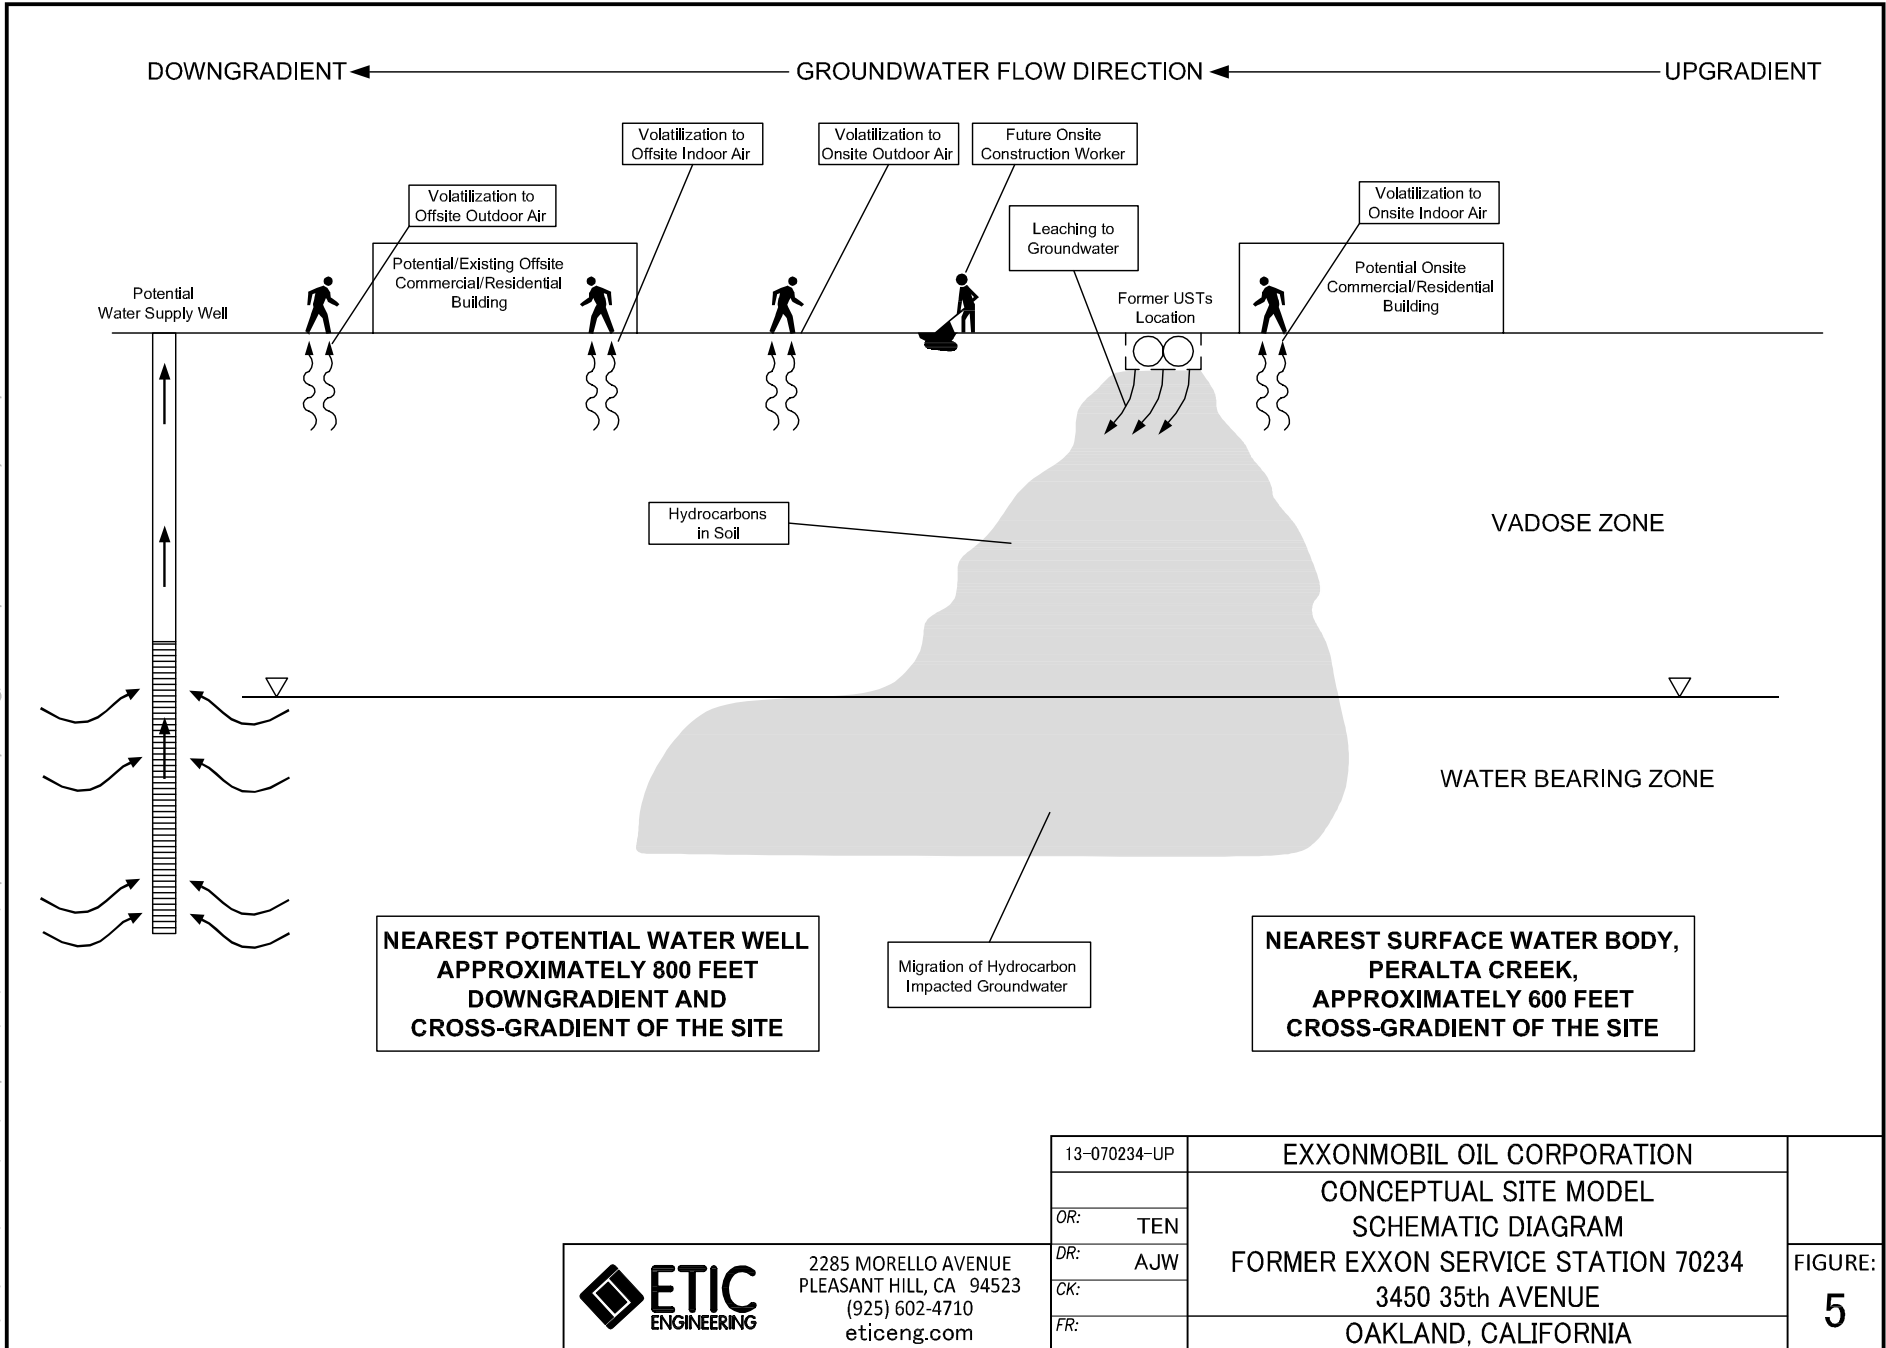 DOWNGRADIENT
GROUNDWATER FLOW DIRECTION
UPGRADIENT
Volatilization to
Offsite Indoor Air
Volatilization to
Onsite Outdoor Air
Future Onsite
Construction Worker
Volatilization to
Offsite Outdoor Air
Volatilization to
Onsite Indoor Air
Leaching to
Groundwater
Potential/Existing Offsite
Commercial/Residential
Building
Potential Onsite
Commercial/Residential
Building
Potential
Water Supply Well
Former USTs
Location
Hydrocarbons
in Soil
VADOSE ZONE
WATER BEARING ZONE
NEAREST POTENTIAL WATER WELL
APPROXIMATELY 800 FEET
DOWNGRADIENT AND
CROSS-GRADIENT OF THE SITE
Migration of Hydrocarbon
Impacted Groundwater
NEAREST SURFACE WATER BODY,
PERALTA CREEK,
APPROXIMATELY 600 FEET
CROSS-GRADIENT OF THE SITE
ETIC
ENGINEERING
2285 MORELLO AVENUE
PLEASANT HILL, CA 94523
(925) 602-4710
eticeng.com
13-070234-UP
OR: TEN
DR: AJW
CK:
FR:
EXXONMOBIL OIL CORPORATION
CONCEPTUAL SITE MODEL
SCHEMATIC DIAGRAM
FORMER EXXON SERVICE STATION 70234
3450 35th AVENUE
OAKLAND, CALIFORNIA
FIGURE:
5